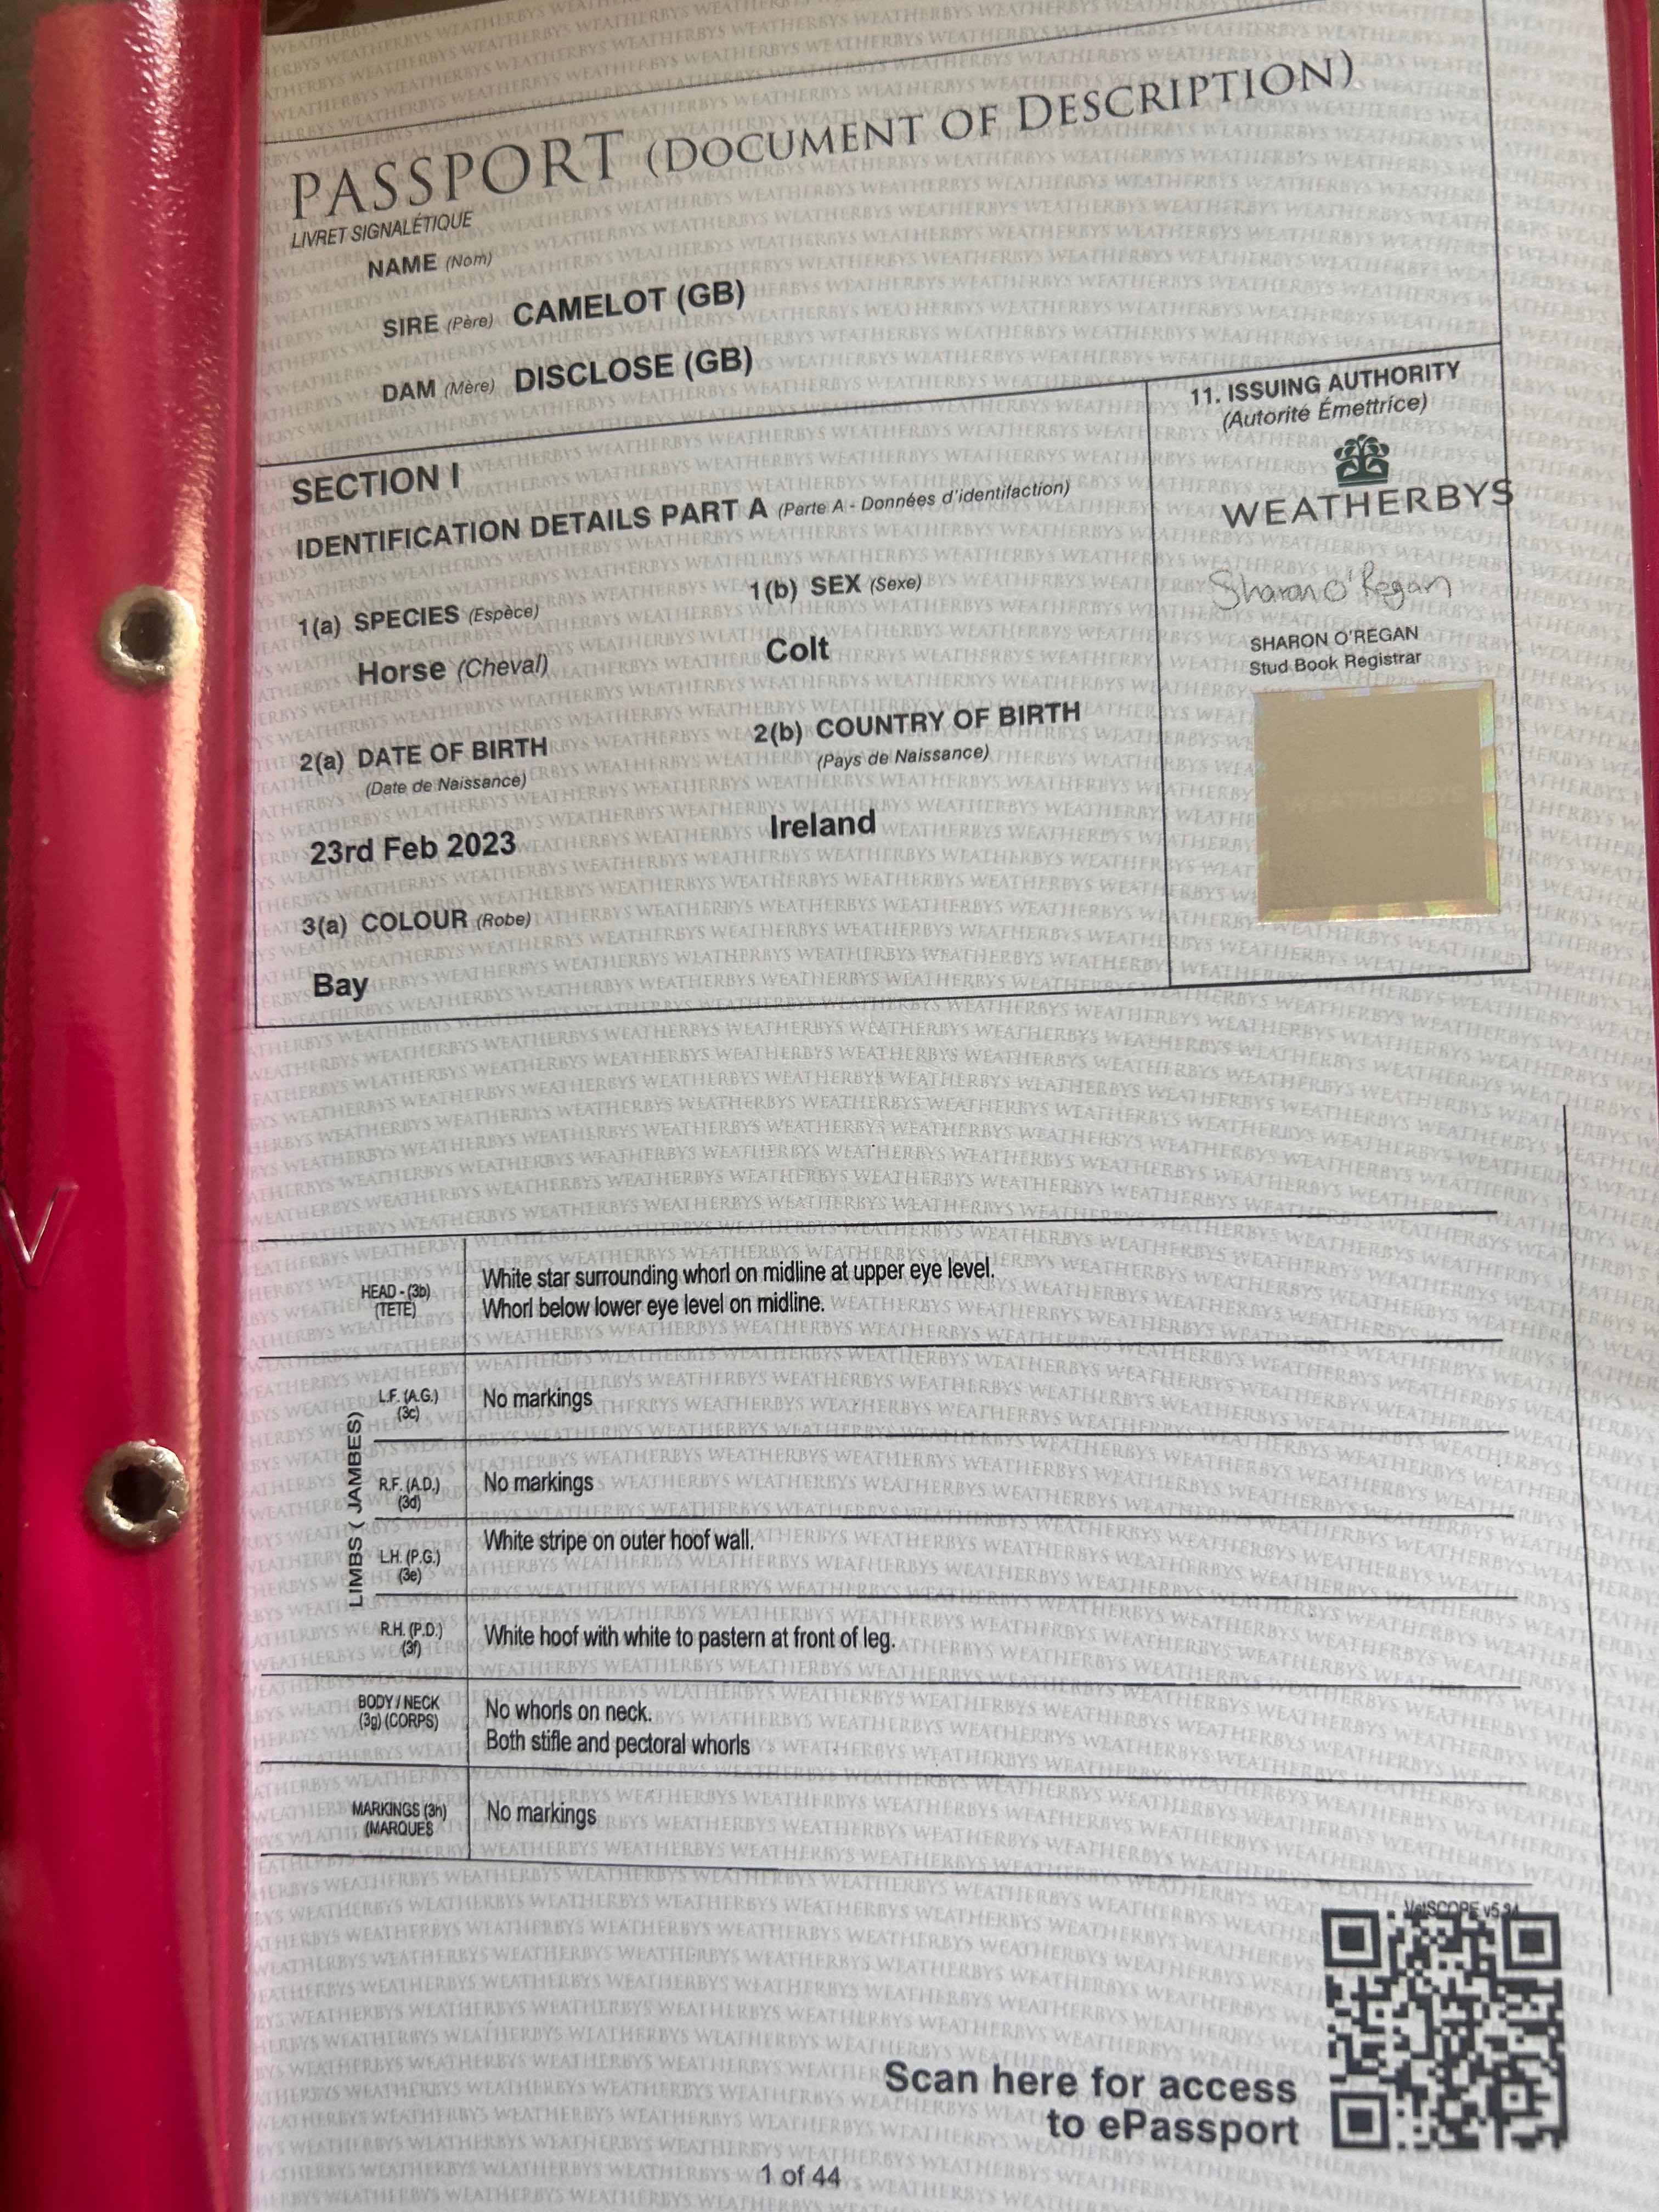 PASSPORT (DOCUMENT OF DESCRIPTION)
LIVRET SIGNALÉTIQUE
NAME (Nom)
SIRE (Père) CAMELOT (GB)
DAM (Mère) DISCLOSE (GB)
11. ISSUING AUTHORITY
(Autorité Émettrice)
WEATHERBYS
Sharon O'Regan
SHARON O'REGAN
Stud Book Registrar
WEATHERBYS
SECTION I
IDENTIFICATION DETAILS PART A (Parte A - Données d'identifaction)
1(a) SPECIES (Espèce)
1(b) SEX (Sexe)
Horse (Cheval)
Colt
2(a) DATE OF BIRTH
(Date de Naissance)
2(b) COUNTRY OF BIRTH
(Pays de Naissance)
23rd Feb 2023
Ireland
3(a) COLOUR (Robe)
Bay
HEAD - (3b)
(TETE)
White star surrounding whorl on midline at upper eye level.
Whorl below lower eye level on midline.
LIMBS ( JAMBES)
L.F. (A.G.)
(3c)
No markings
R.F. (A.D.)
(3d)
No markings
L.H. (P.G.)
(3e)
White stripe on outer hoof wall.
R.H. (P.D.)
(3f)
White hoof with white to pastern at front of leg.
BODY / NECK
(3g) (CORPS)
No whorls on neck.
Both stifle and pectoral whorls
MARKINGS (3h)
(MARQUES
No markings
VetSCOPE v5.34
Scan here for access
to ePassport
1 of 44